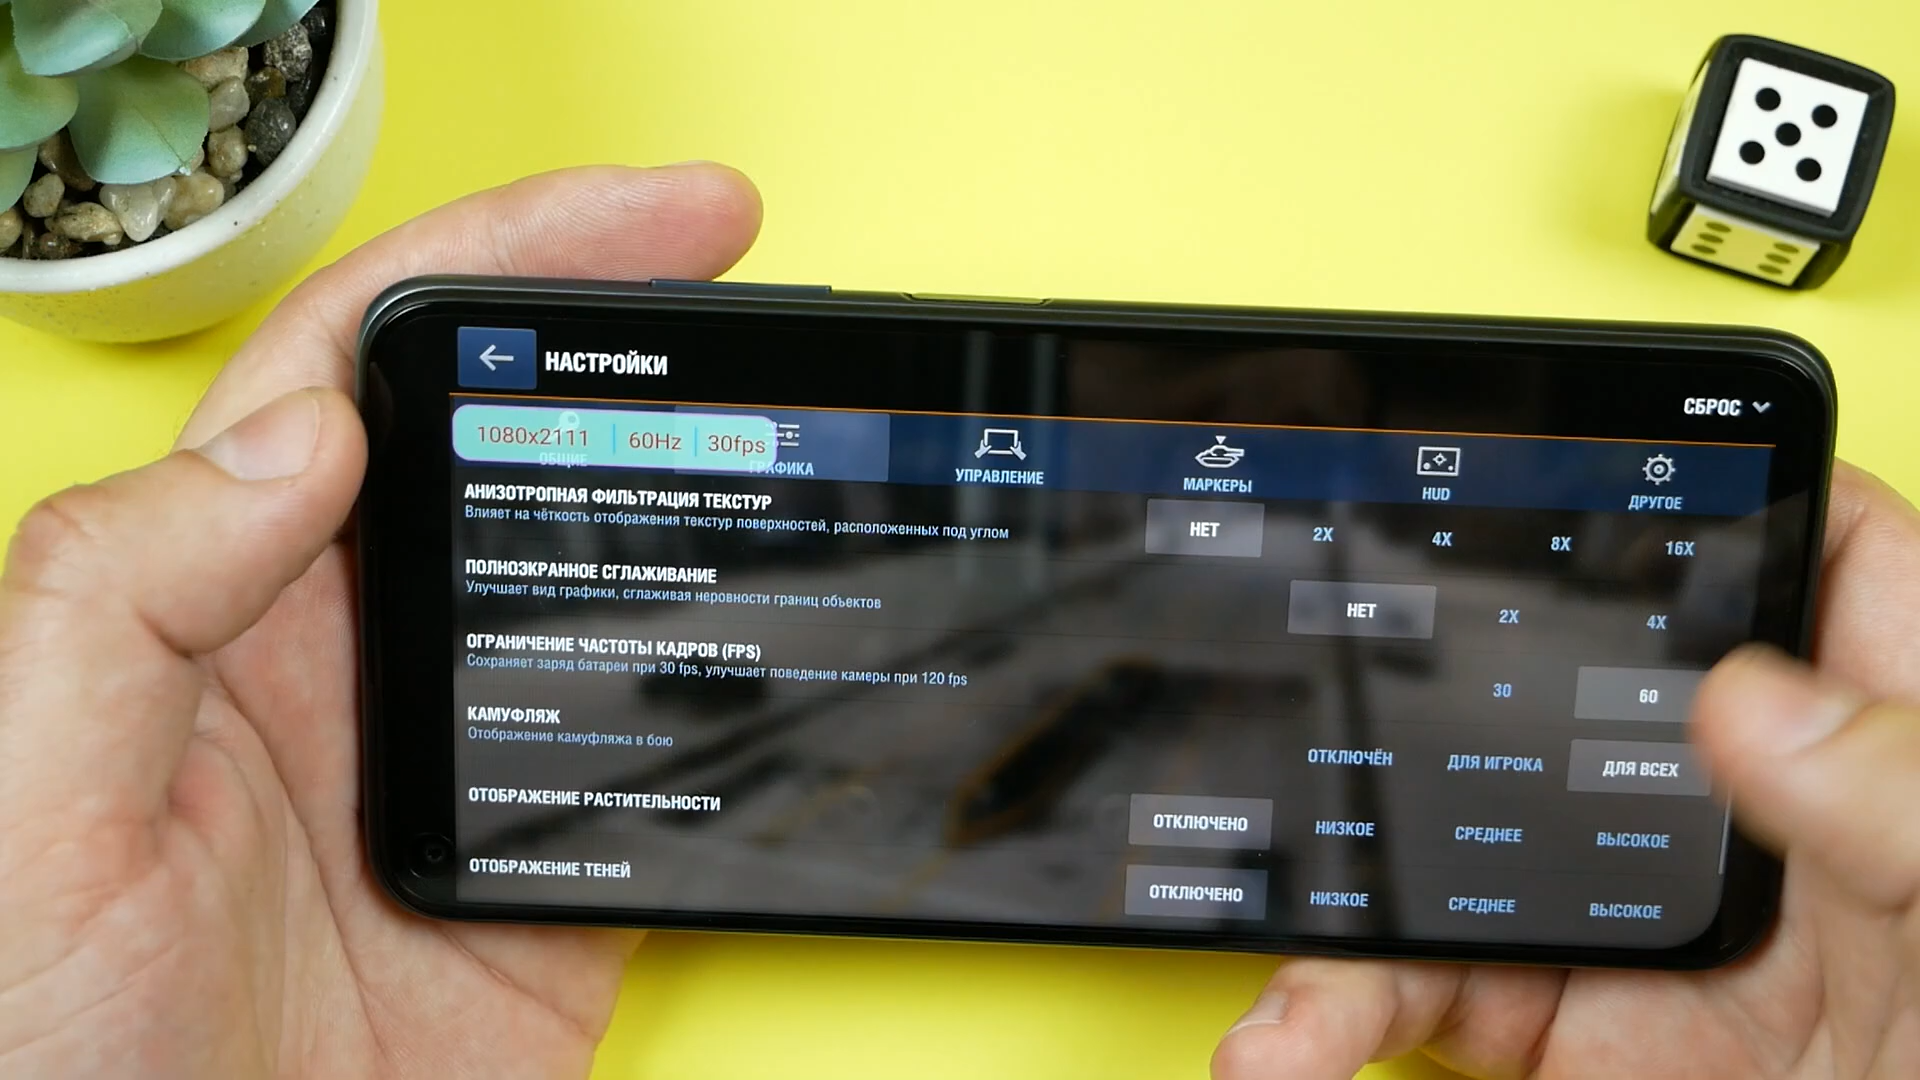 НАСТРОЙКИ
СБРОС
1080x2111 60Hz 30fps
ОБЩИЕ ГРАФИКА УПРАВЛЕНИЕ МАРКЕРЫ HUD ДРУГОЕ
АНИЗОТРОПНАЯ ФИЛЬТРАЦИЯ ТЕКСТУР
Влияет на чёткость отображения текстур поверхностей, расположенных под углом
НЕТ 2X 4X 8X 16X
ПОЛНОЭКРАННОЕ СГЛАЖИВАНИЕ
Улучшает вид графики, сглаживая неровности границ объектов
НЕТ 2X 4X
ОГРАНИЧЕНИЕ ЧАСТОТЫ КАДРОВ (FPS)
Сохраняет заряд батареи при 30 fps, улучшает поведение камеры при 120 fps
30 60
КАМУФЛЯЖ
Отображение камуфляжа в бою
ОТКЛЮЧЁН ДЛЯ ИГРОКА ДЛЯ ВСЕХ
ОТОБРАЖЕНИЕ РАСТИТЕЛЬНОСТИ
ОТКЛЮЧЕНО НИЗКОЕ СРЕДНЕЕ ВЫСОКОЕ
ОТОБРАЖЕНИЕ ТЕНЕЙ
ОТКЛЮЧЕНО НИЗКОЕ СРЕДНЕЕ ВЫСОКОЕ